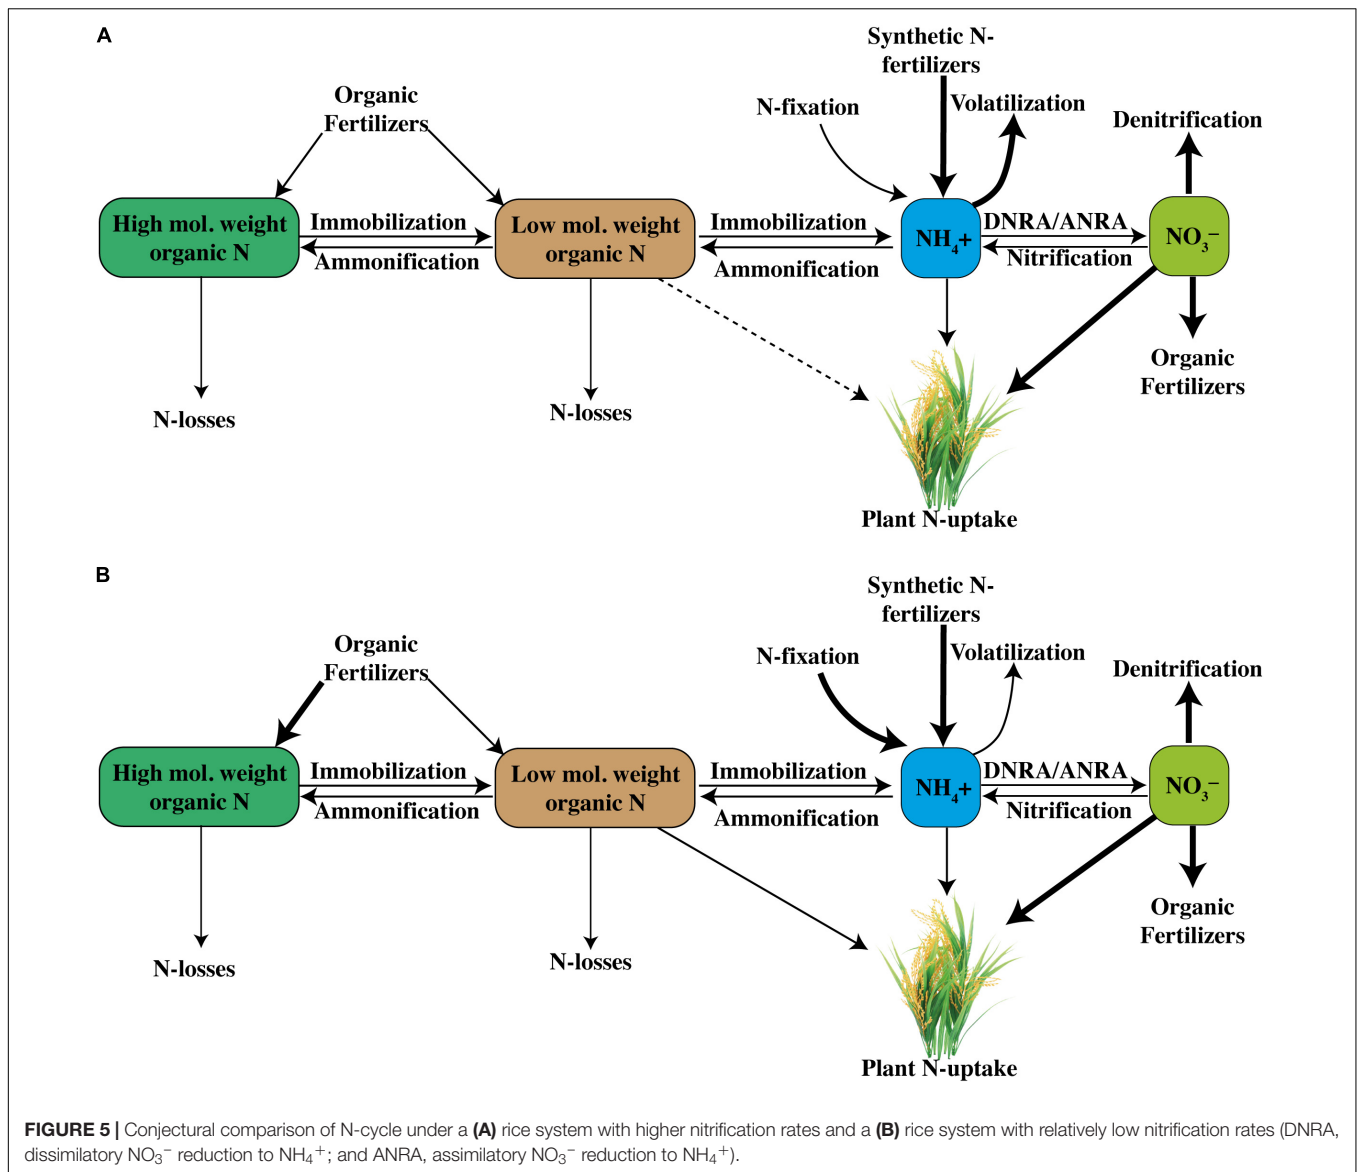 A
Synthetic N-
fertilizers
Organic
Fertilizers
N-fixation
Volatilization
Denitrification
High mol. weight
organic N
Immobilization
Ammonification
Low mol. weight
organic N
Immobilization
Ammonification
NH₄+
DNRA/ANRA
Nitrification
NO₃⁻
N-losses
N-losses
Organic
Fertilizers
Plant N-uptake
B
Synthetic N-
fertilizers
Organic
Fertilizers
N-fixation
Volatilization
Denitrification
High mol. weight
organic N
Immobilization
Ammonification
Low mol. weight
organic N
Immobilization
Ammonification
NH₄+
DNRA/ANRA
Nitrification
NO₃⁻
N-losses
N-losses
Organic
Fertilizers
Plant N-uptake
FIGURE 5 | Conjectural comparison of N-cycle under a (A) rice system with higher nitrification rates and a (B) rice system with relatively low nitrification rates (DNRA,
dissimilatory NO₃⁻ reduction to NH₄⁺; and ANRA, assimilatory NO₃⁻ reduction to NH₄⁺).